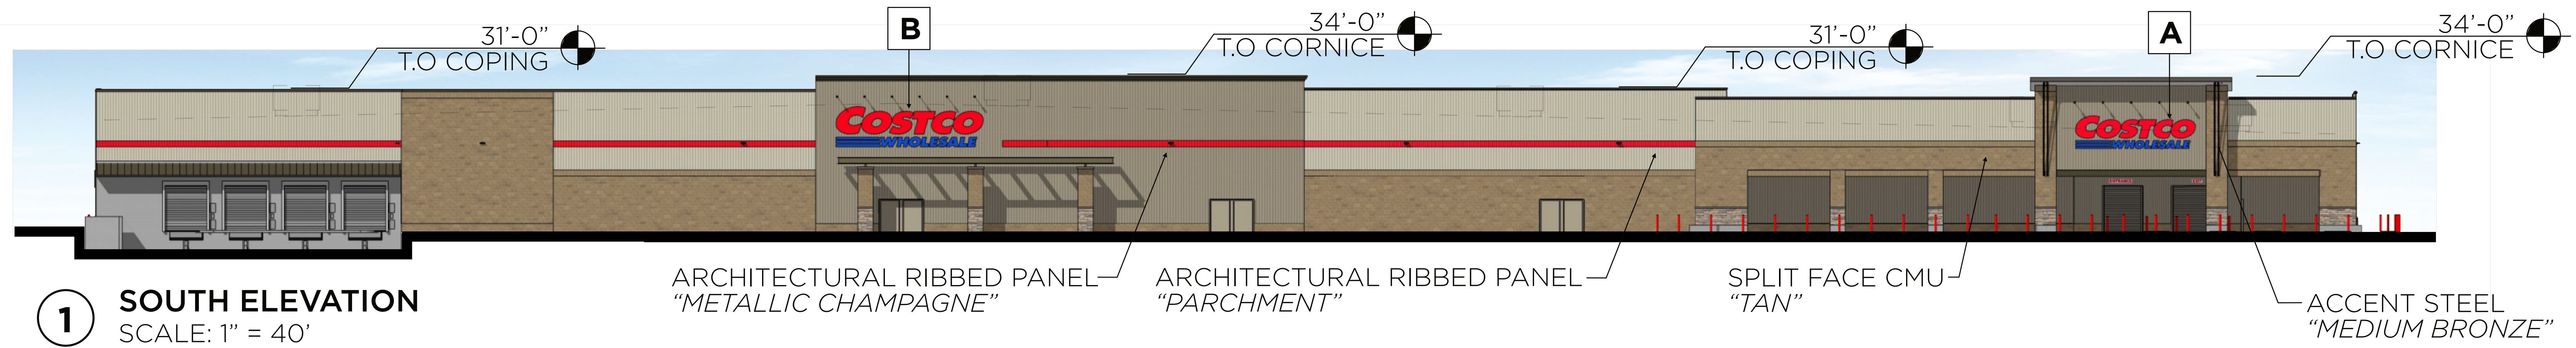 31'-0"
T.O COPING
B
34'-0"
T.O CORNICE
31'-0"
T.O COPING
A
34'-0"
T.O CORNICE
COSTCO
WHOLESALE
COSTCO
WHOLESALE
ENTRANCE
EXIT
ARCHITECTURAL RIBBED PANEL
“METALLIC CHAMPAGNE”
ARCHITECTURAL RIBBED PANEL
“PARCHMENT”
SPLIT FACE CMU
“TAN”
ACCENT STEEL
“MEDIUM BRONZE”
1
SOUTH ELEVATION
SCALE: 1” = 40’